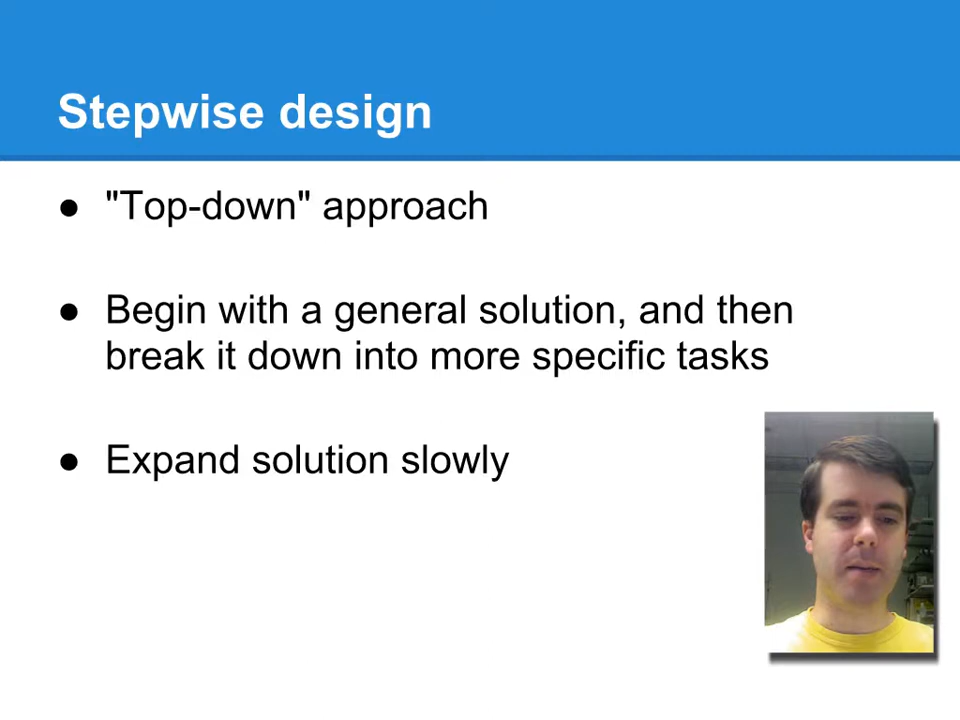 Stepwise design
● "Top-down" approach
● Begin with a general solution, and then
break it down into more specific tasks
● Expand solution slowly